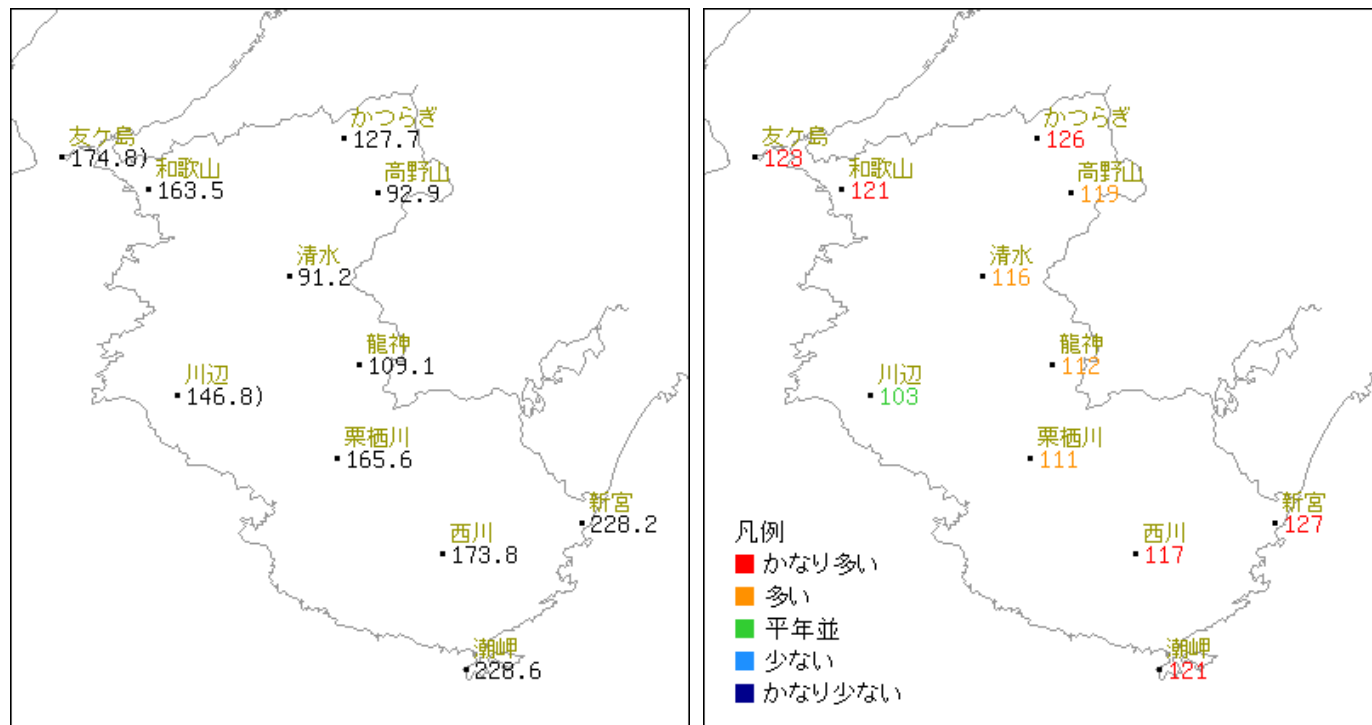 かつらぎ
127.7
友ケ島
174.8)
和歌山
163.5
高野山
92.9
清水
91.2
龍神
109.1
川辺
146.8)
栗栖川
165.6
新宮
228.2
西川
173.8
潮岬
228.6
かつらぎ
126
友ケ島
123
和歌山
121
高野山
119
清水
116
龍神
112
川辺
103
栗栖川
111
新宮
127
西川
117
潮岬
121
凡例
かなり多い
多い
平年並
少ない
かなり少ない